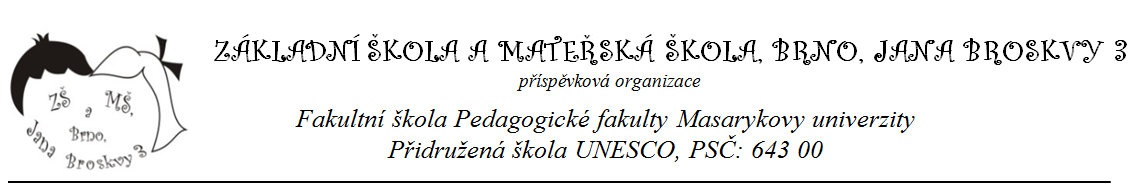 ZŠ
a
MŠ,
Brno,
Jana Broskvy 3
ZÁKLADNÍ ŠKOLA A MATEŘSKÁ ŠKOLA, BRNO, JANA BROSKVY 3
příspěvková organizace
Fakultní škola Pedagogické fakulty Masarykovy univerzity
Přidružená škola UNESCO, PSČ: 643 00